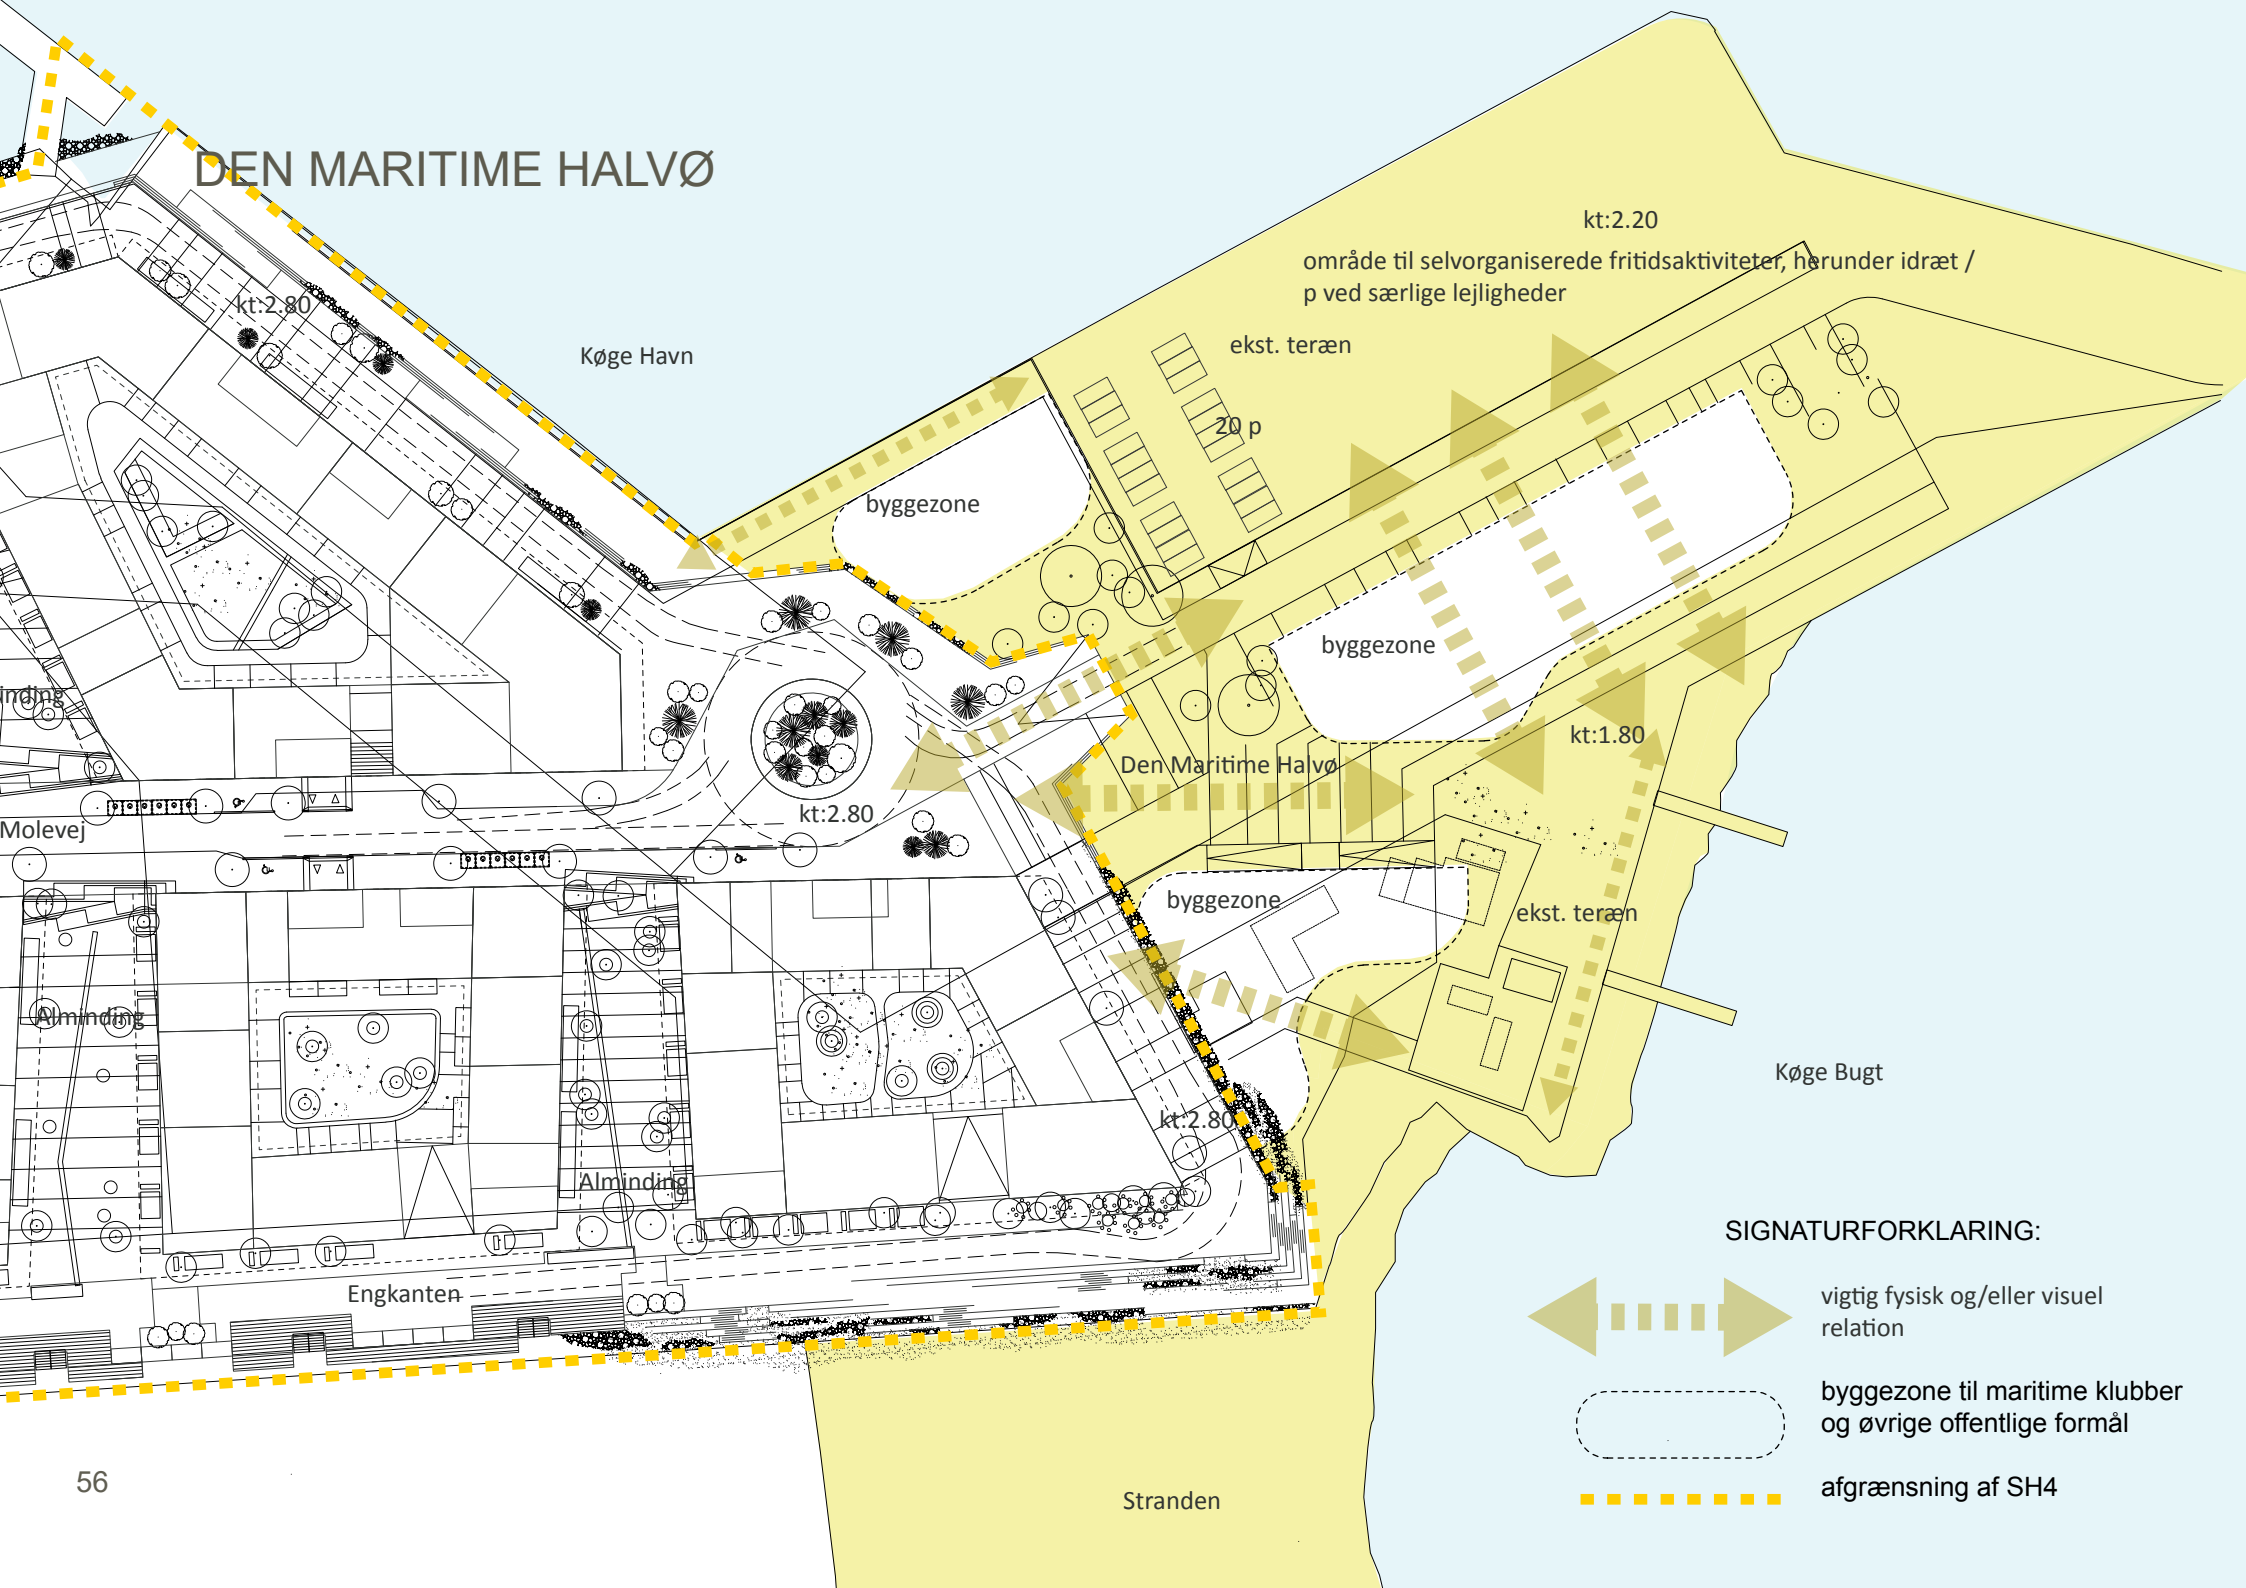 DEN MARITIME HALVØ
kt:2.20
område til selvorganiserede fritidsaktiviteter, herunder idræt /
p ved særlige lejligheder
kt:2.80
Køge Havn
ekst. teræn
20 p
byggezone
byggezone
inding
kt:1.80
Den Maritime Halvø
kt:2.80
Molevej
byggezone
ekst. teræn
Alminding
Køge Bugt
kt:2.80
Alminding
Engkanten
Stranden
SIGNATURFORKLARING:
vigtig fysisk og/eller visuel
relation
byggezone til maritime klubber
og øvrige offentlige formål
afgrænsning af SH4
56